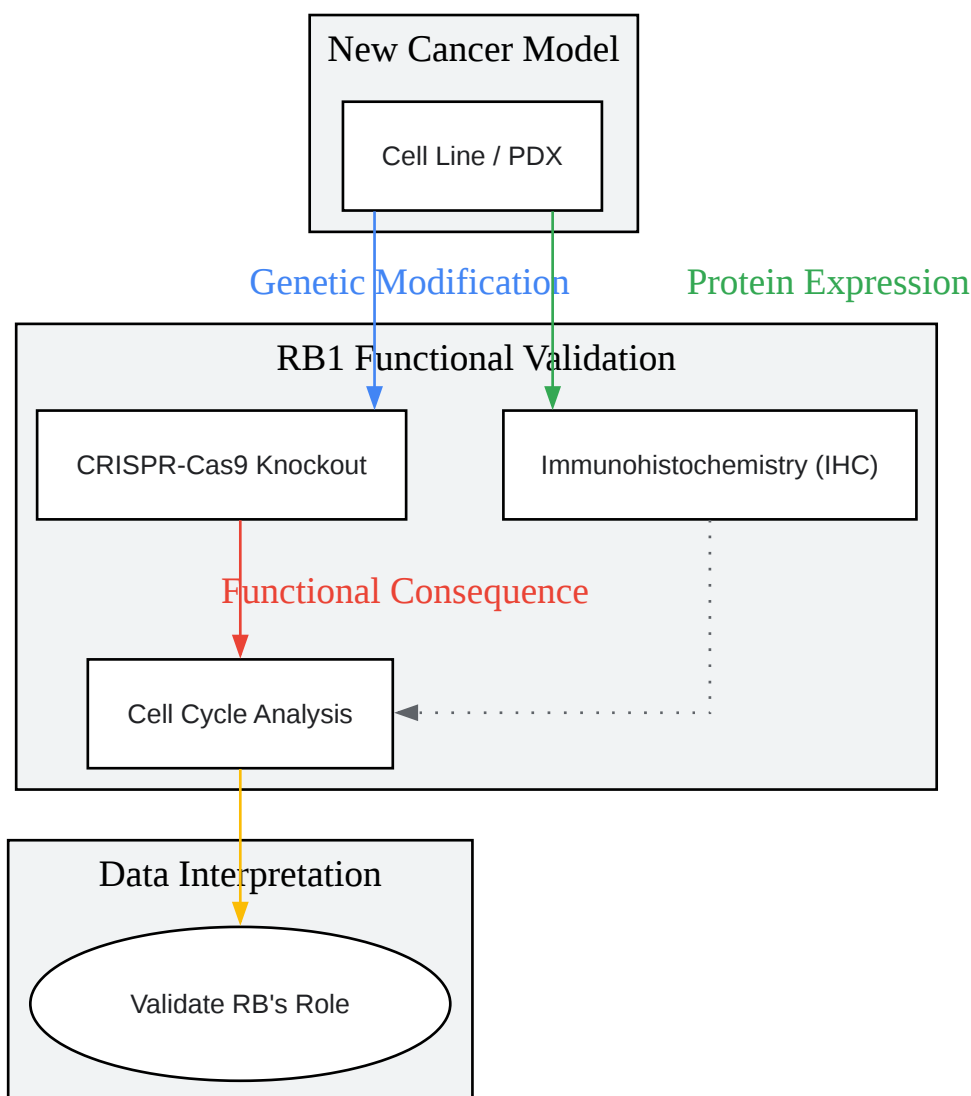 New Cancer Model
Cell Line / PDX
Genetic Modification
Protein Expression
RB1 Functional Validation
CRISPR-Cas9 Knockout
Immunohistochemistry (IHC)
Functional Consequence
Cell Cycle Analysis
Data Interpretation
Validate RB's Role